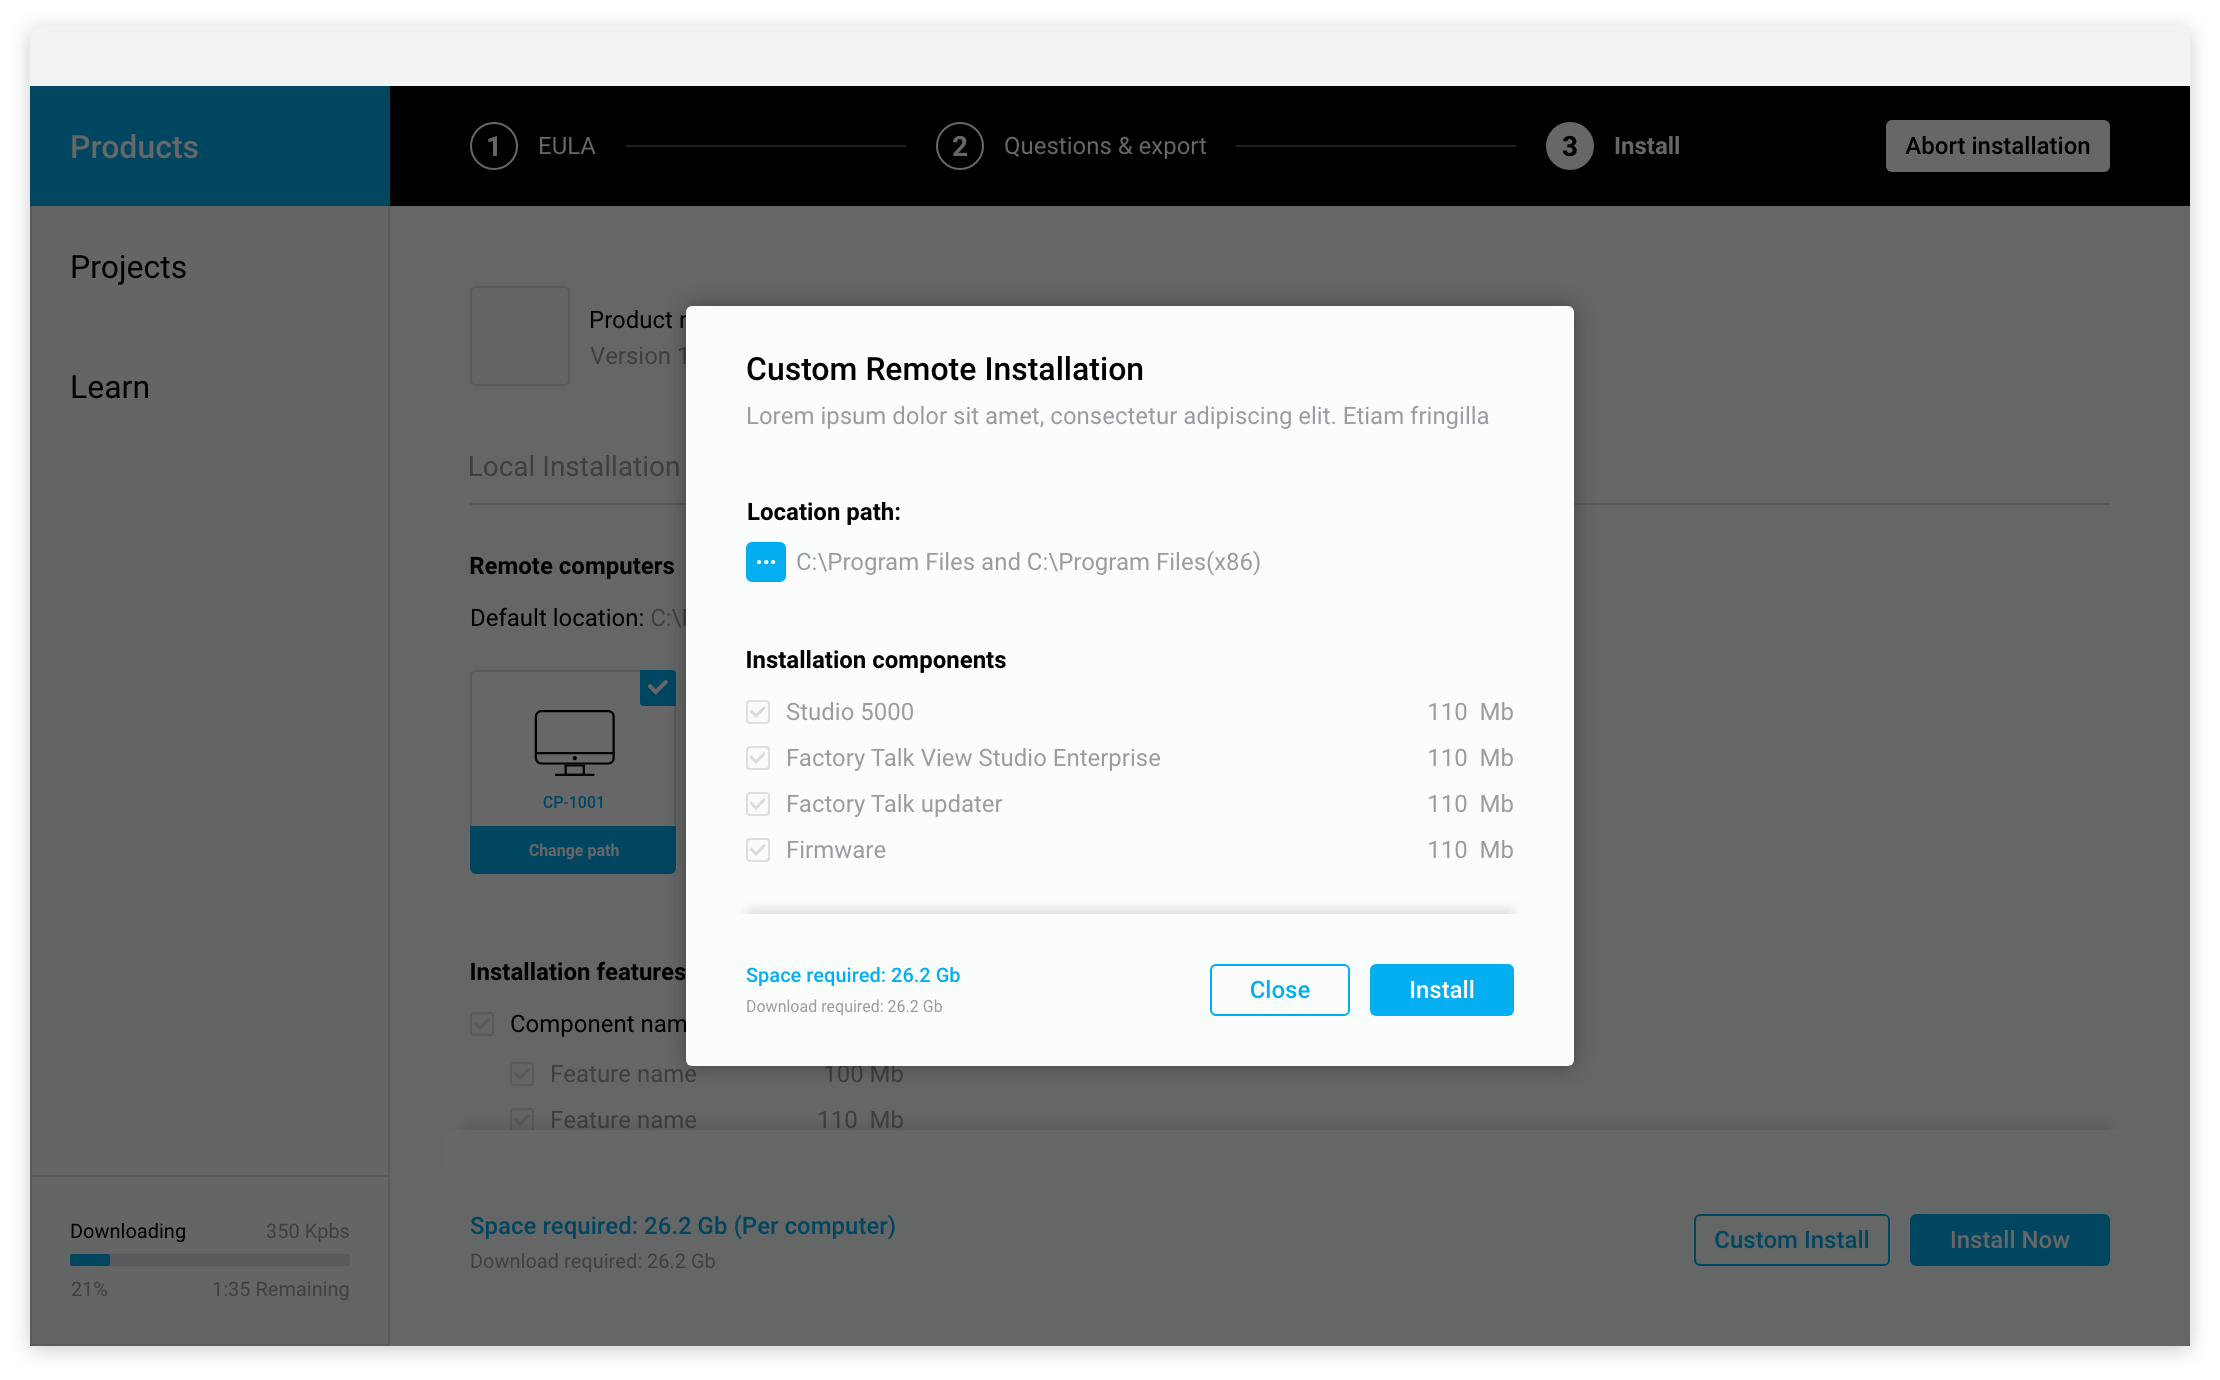 Products
1 EULA
2 Questions & export
3 Install
Abort installation
Projects
Learn
Product
Version
Local Installation
Remote computers
Default location: C:\
CP-1001
Change path
Installation features
Component
Feature name 100 Mb
Feature name 110 Mb
Custom Remote Installation
Lorem ipsum dolor sit amet, consectetur adipiscing elit. Etiam fringilla
Location path:
... C:\Program Files and C:\Program Files(x86)
Installation components
Studio 5000 110 Mb
Factory Talk View Studio Enterprise 110 Mb
Factory Talk updater 110 Mb
Firmware 110 Mb
Space required: 26.2 Gb
Download required: 26.2 Gb
Close
Install
Downloading 350 Kpbs
21% 1:35 Remaining
Space required: 26.2 Gb (Per computer)
Download required: 26.2 Gb
Custom Install
Install Now